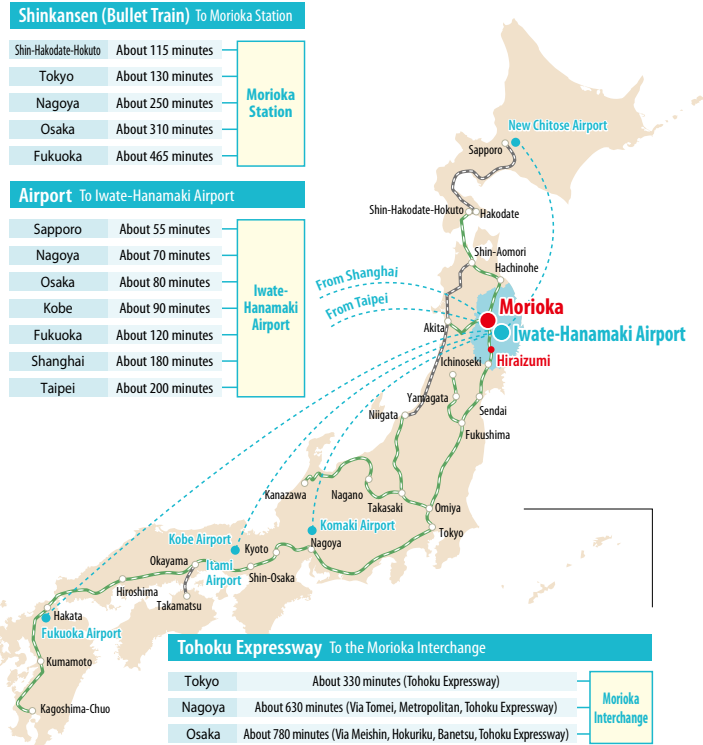 Shinkansen (Bullet Train) To Morioka Station
Shin-Hakodate-Hokuto About 115 minutes
Tokyo About 130 minutes
Nagoya About 250 minutes
Osaka About 310 minutes
Fukuoka About 465 minutes
Morioka
Station
Airport To Iwate-Hanamaki Airport
Sapporo About 55 minutes
Nagoya About 70 minutes
Osaka About 80 minutes
Kobe About 90 minutes
Fukuoka About 120 minutes
Shanghai About 180 minutes
Taipei About 200 minutes
Iwate-
Hanamaki
Airport
New Chitose Airport
Sapporo
Shin-Hakodate-Hokuto
Hakodate
Shin-Aomori
Hachinohe
From Shanghai
From Taipei
Morioka
Iwate-Hanamaki Airport
Akita
Hiraizumi
Ichinoseki
Yamagata
Niigata
Sendai
Fukushima
Kanazawa
Nagano
Takasaki
Omiya
Komaki Airport
Tokyo
Nagoya
Kobe Airport
Kyoto
Okayama
Itami
Airport
Shin-Osaka
Hiroshima
Takamatsu
Hakata
Fukuoka Airport
Kumamoto
Kagoshima-Chuo
Tohoku Expressway To the Morioka Interchange
Tokyo About 330 minutes (Tohoku Expressway)
Nagoya About 630 minutes (Via Tomei, Metropolitan, Tohoku Expressway)
Osaka About 780 minutes (Via Meishin, Hokuriku, Banetsu, Tohoku Expressway)
Morioka
Interchange